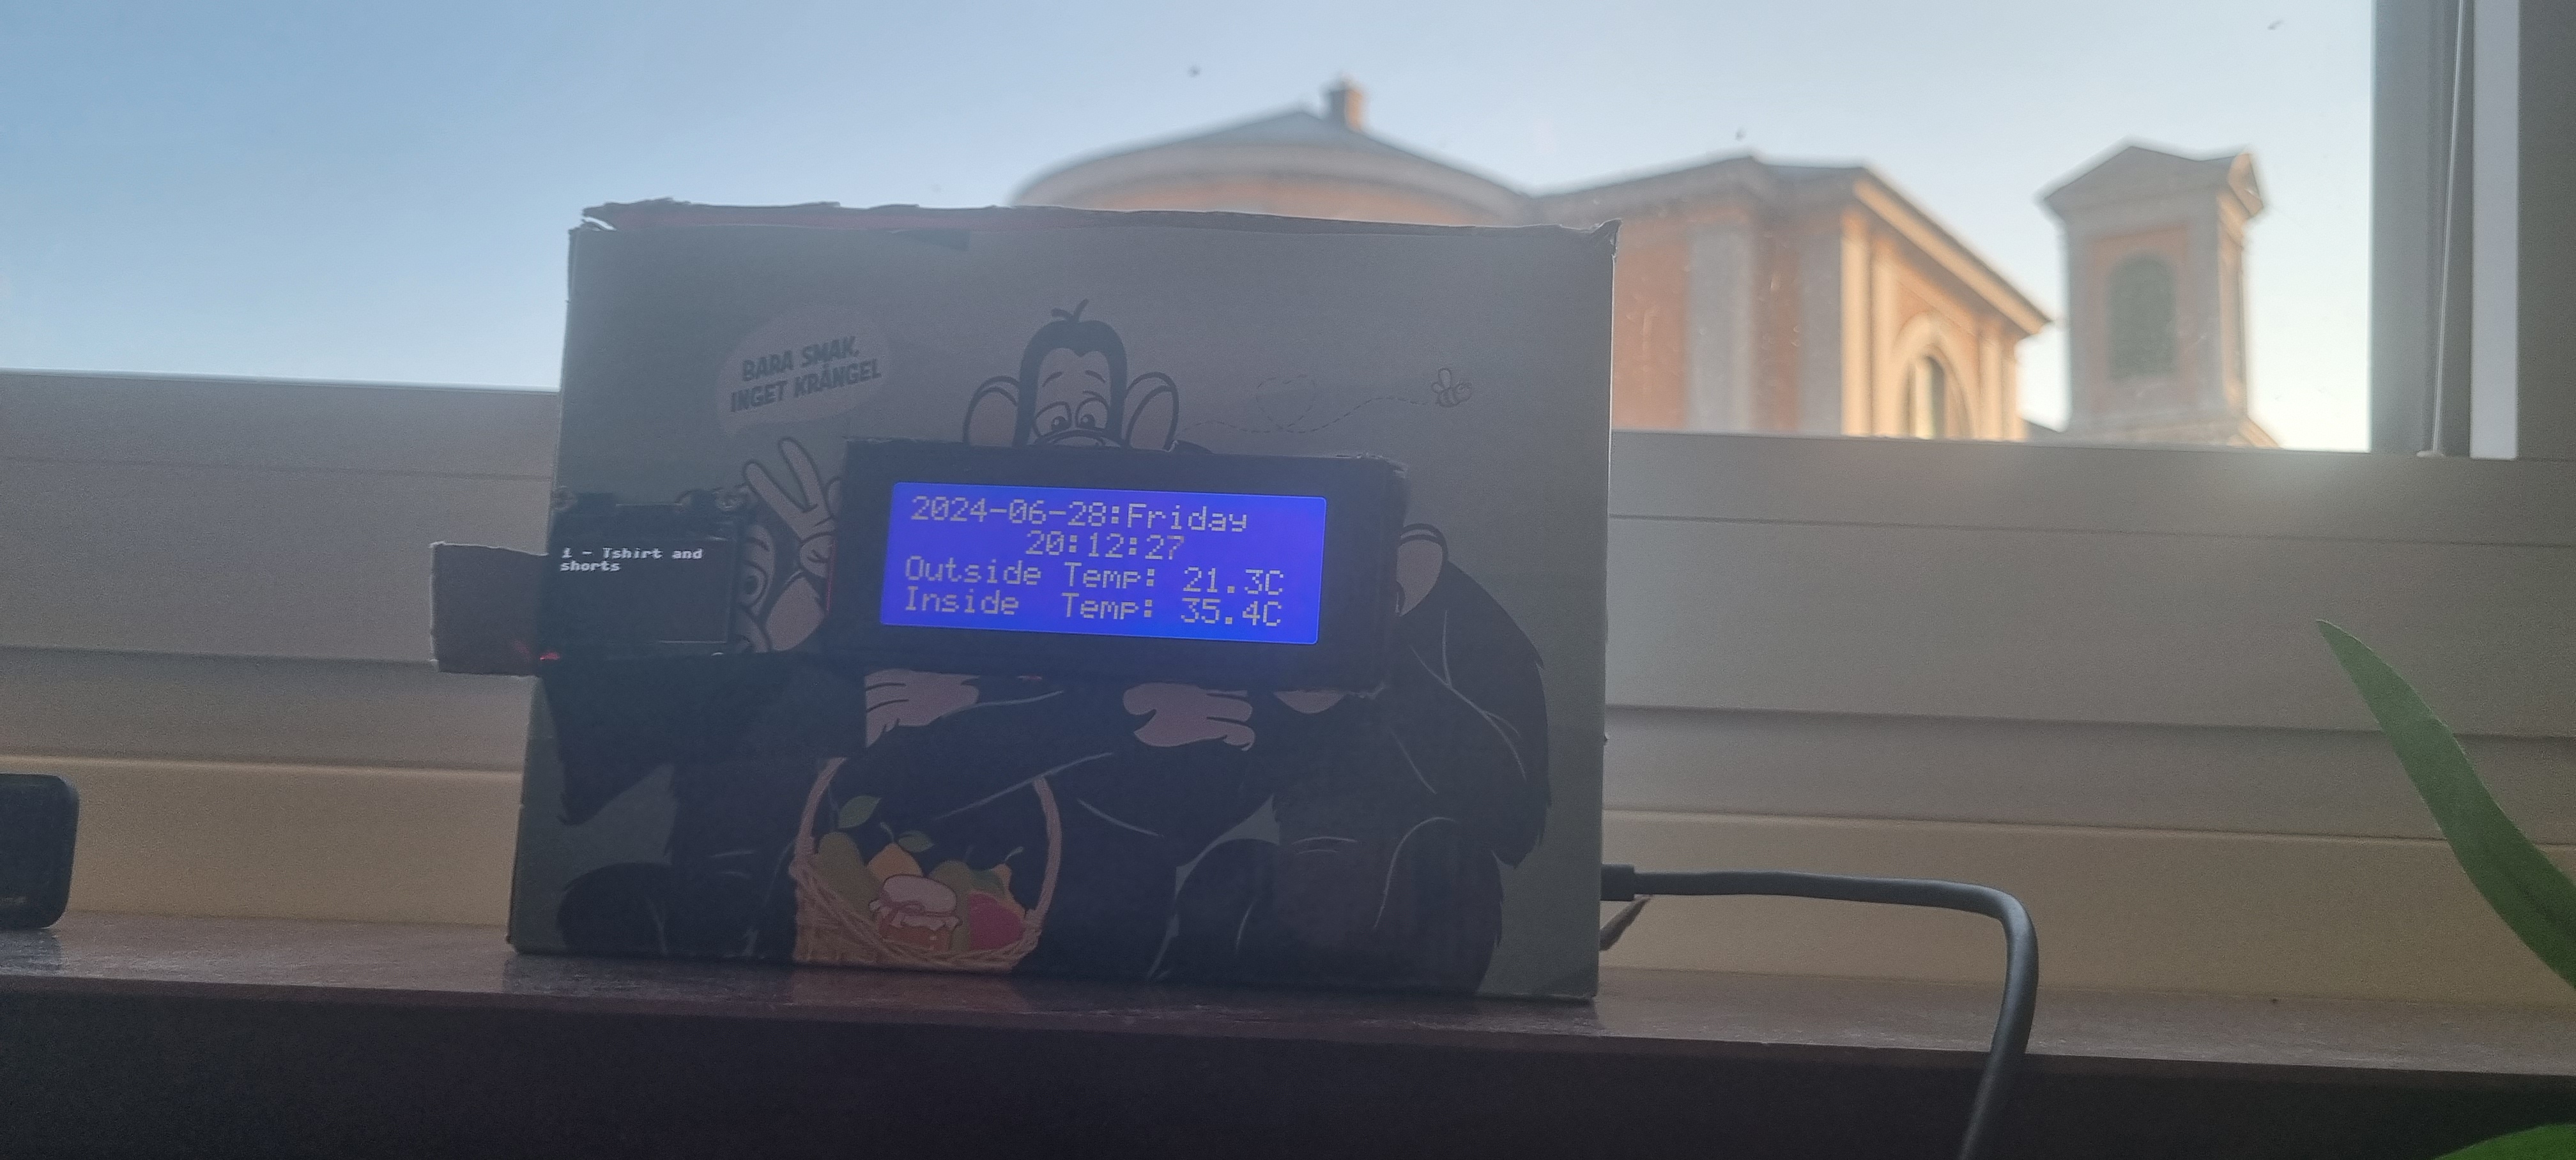 BARA SMAK,
INGET KRÅNGEL
1 - Tshirt and
shorts
2024-06-28:Friday
20:12:27
Outside Temp: 21.3C
Inside  Temp: 35.4C